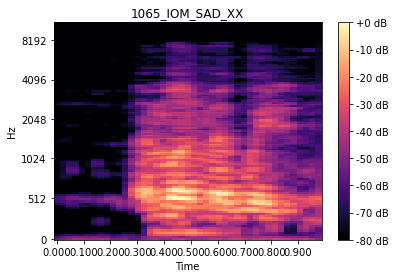 1065_IOM_SAD_XX
+0 dB
8192
-10 dB
4096
-20 dB
-30 dB
2048
Hz
-40 dB
1024
-50 dB
-60 dB
512
-70 dB
0
-80 dB
0.0000.1000.2000.3000.4000.5000.6000.7000.8000.900
Time